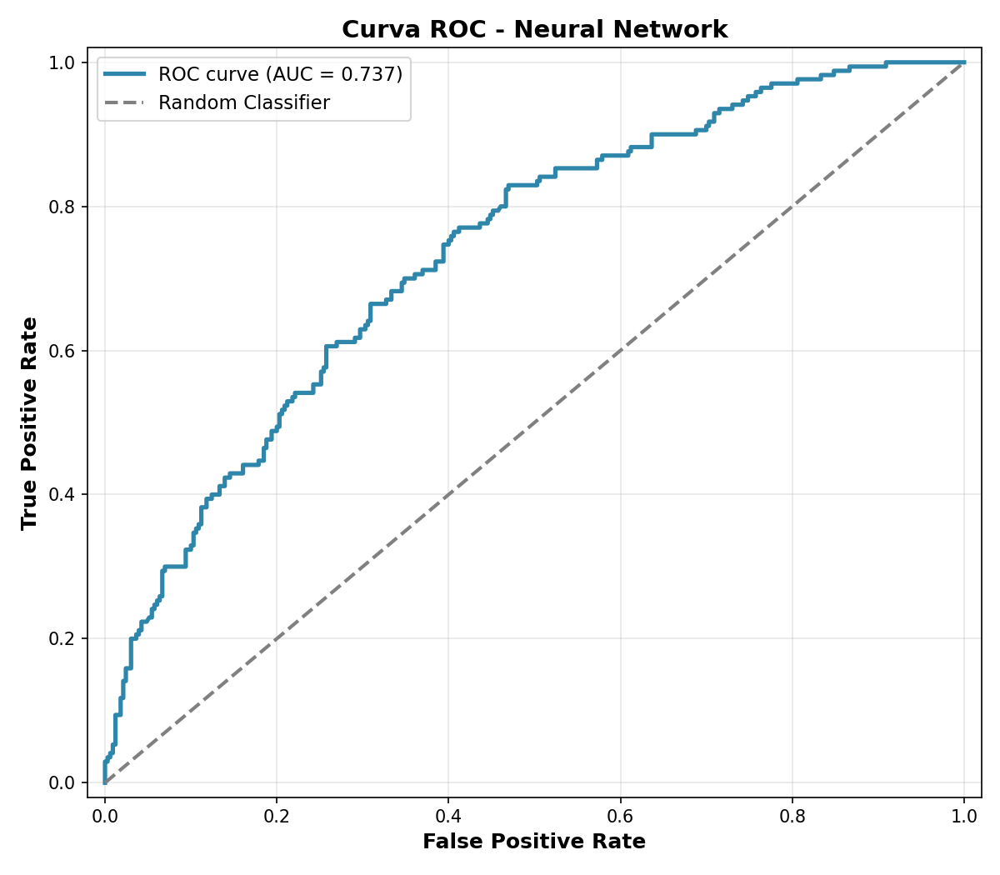 Curva ROC - Neural Network
ROC curve (AUC = 0.737)
Random Classifier
True Positive Rate
1.0
0.8
0.6
0.4
0.2
0.0
0.0 0.2 0.4 0.6 0.8 1.0
False Positive Rate